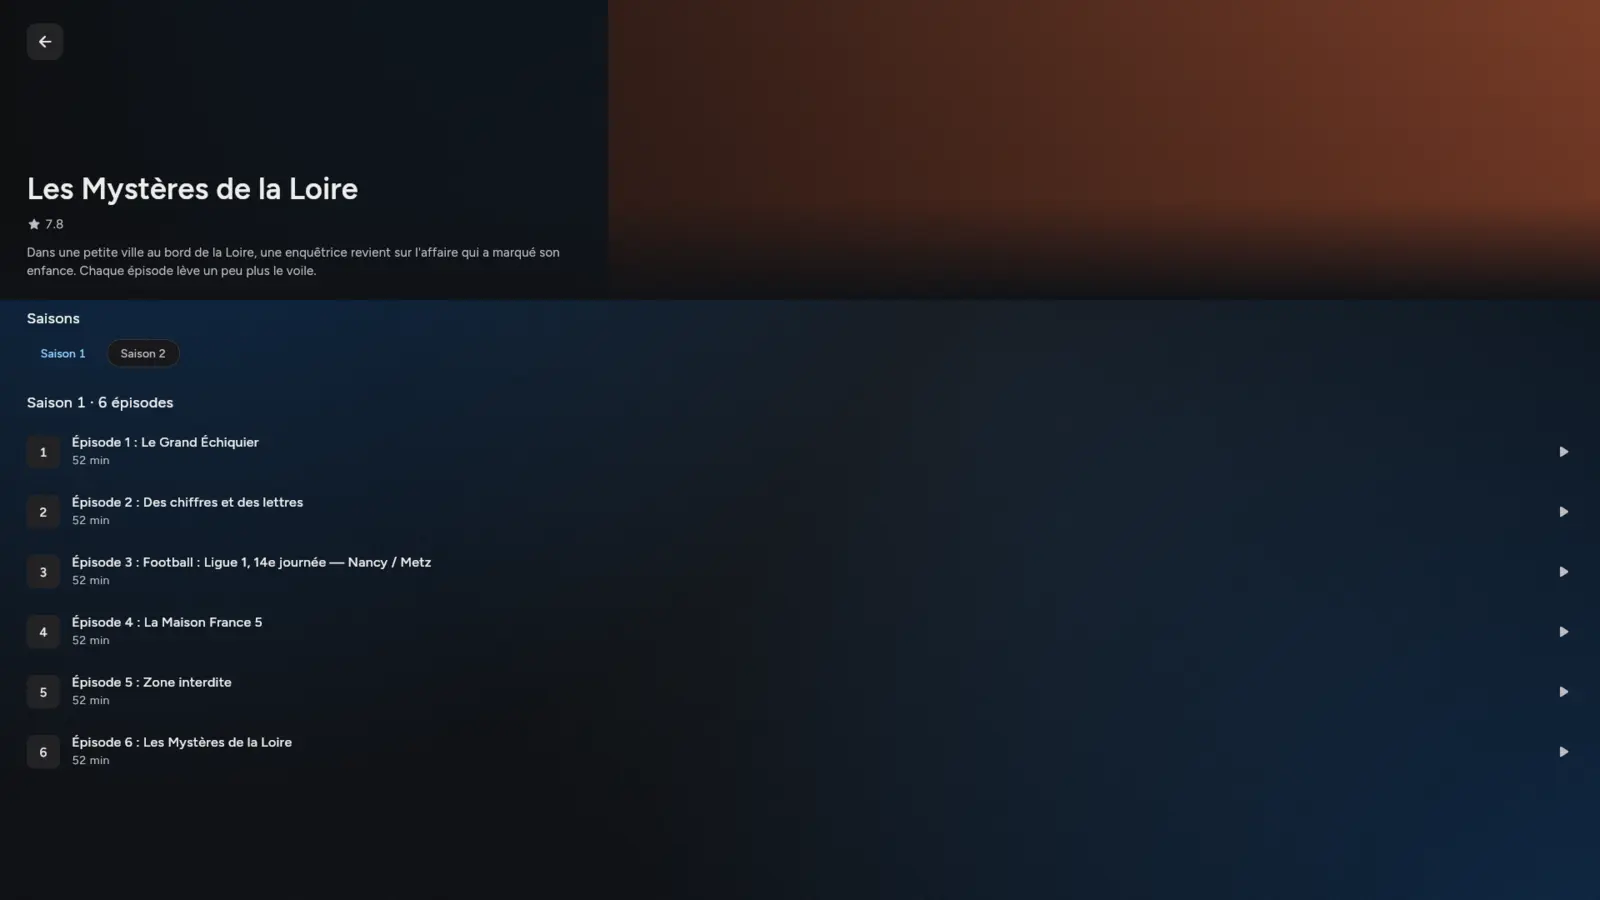 Les Mystères de la Loire
7.8
Dans une petite ville au bord de la Loire, une enquêtrice revient sur l'affaire qui a marqué son
enfance. Chaque épisode lève un peu plus le voile.
Saisons
Saison 1
Saison 2
Saison 1 · 6 épisodes
1
Épisode 1 : Le Grand Échiquier
52 min
2
Épisode 2 : Des chiffres et des lettres
52 min
3
Épisode 3 : Football : Ligue 1, 14e journée — Nancy / Metz
52 min
4
Épisode 4 : La Maison France 5
52 min
5
Épisode 5 : Zone interdite
52 min
6
Épisode 6 : Les Mystères de la Loire
52 min